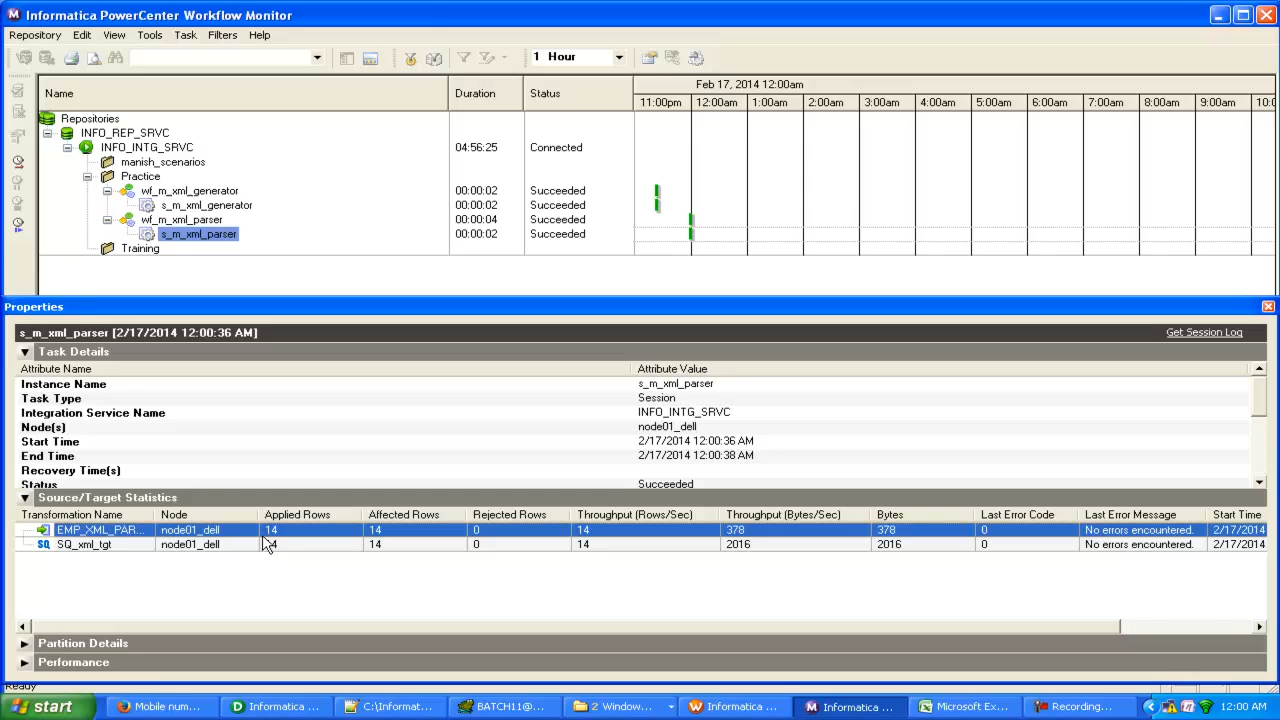 Informatica PowerCenter Workflow Monitor
Repository Edit View Tools Task Filters Help
1 Hour
Name Duration Status Feb 17, 2014 12:00am
11:00pm 12:00am 1:00am 2:00am 3:00am 4:00am 5:00am 6:00am 7:00am 8:00am 9:00am 10:0
Repositories
INFO_REP_SRVC
INFO_INTG_SRVC 04:56:25 Connected
manish_scenarios
Practice
wf_m_xml_generator 00:00:02 Succeeded
s_m_xml_generator 00:00:02 Succeeded
wf_m_xml_parser 00:00:04 Succeeded
s_m_xml_parser 00:00:02 Succeeded
Training
Properties
s_m_xml_parser [2/17/2014 12:00:36 AM] Get Session Log
Task Details
Attribute Name Attribute Value
Instance Name s_m_xml_parser
Task Type Session
Integration Service Name INFO_INTG_SRVC
Node(s) node01_dell
Start Time 2/17/2014 12:00:36 AM
End Time 2/17/2014 12:00:38 AM
Recovery Time(s)
Status Succeeded
Source/Target Statistics
Transformation Name Node Applied Rows Affected Rows Rejected Rows Throughput (Rows/Sec) Throughput (Bytes/Sec) Bytes Last Error Code Last Error Message Start Time
EMP_XML_PAR... node01_dell 14 14 0 14 378 378 0 No errors encountered. 2/17/2014
SQ SQ_xml_tgt node01_dell 14 14 0 14 2016 2016 0 No errors encountered. 2/17/2014
Partition Details
Performance
Ready
start Mobile num... Informatica ... C:\Informat... BATCH11@... 2 Window... Informatica ... Informatica ... Microsoft Ex... Recording... 12:00 AM